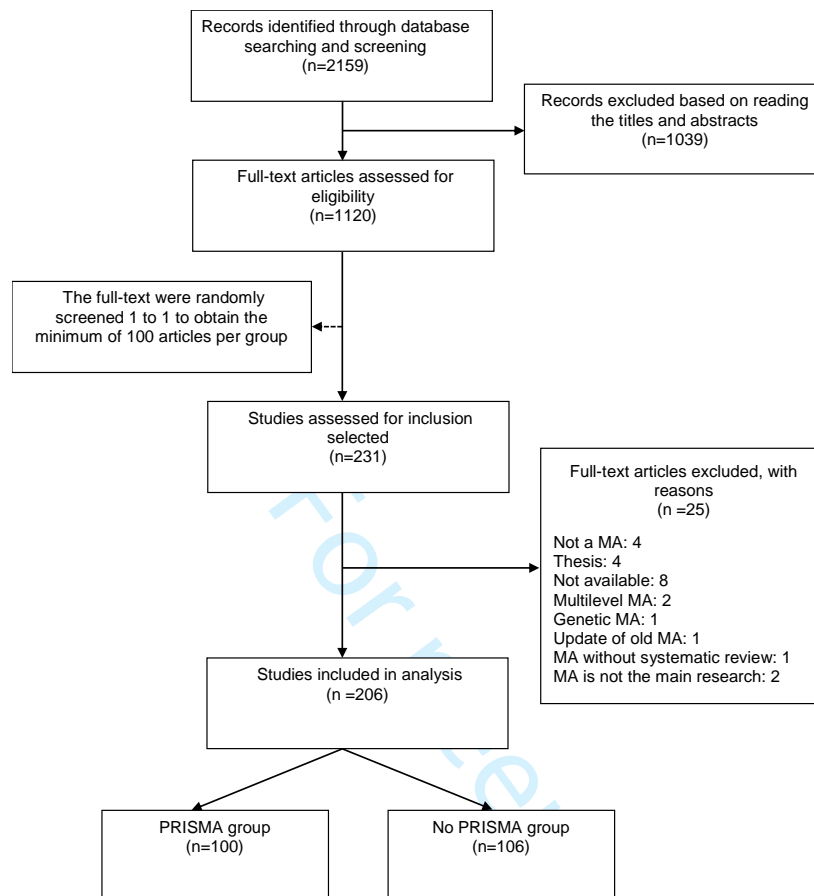 Records identified through database
searching and screening
(n=2159)
Records excluded based on reading
the titles and abstracts
(n=1039)
Full-text articles assessed for
eligibility
(n=1120)
The full-text were randomly
screened 1 to 1 to obtain the
minimum of 100 articles per group
Studies assessed for inclusion
selected
(n=231)
Full-text articles excluded, with
reasons
(n =25)
Not a MA: 4
Thesis: 4
Not available: 8
Multilevel MA: 2
Genetic MA: 1
Update of old MA: 1
MA without systematic review: 1
MA is not the main research: 2
Studies included in analysis
(n =206)
PRISMA group
(n=100)
No PRISMA group
(n=106)
For